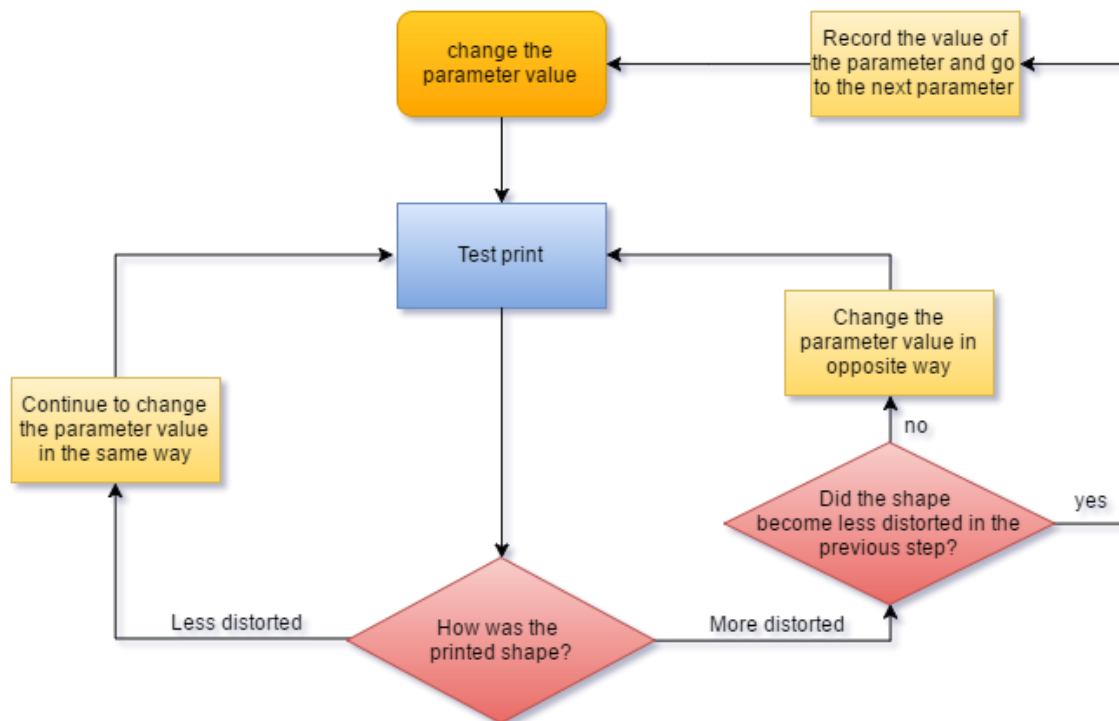 change the
parameter value
Record the value of
the parameter and go
to the next parameter
Test print
Change the
parameter value in
opposite way
Continue to change
the parameter value
in the same way
no
Did the shape
become less distorted in the
previous step?
yes
Less distorted
How was the
printed shape?
More distorted